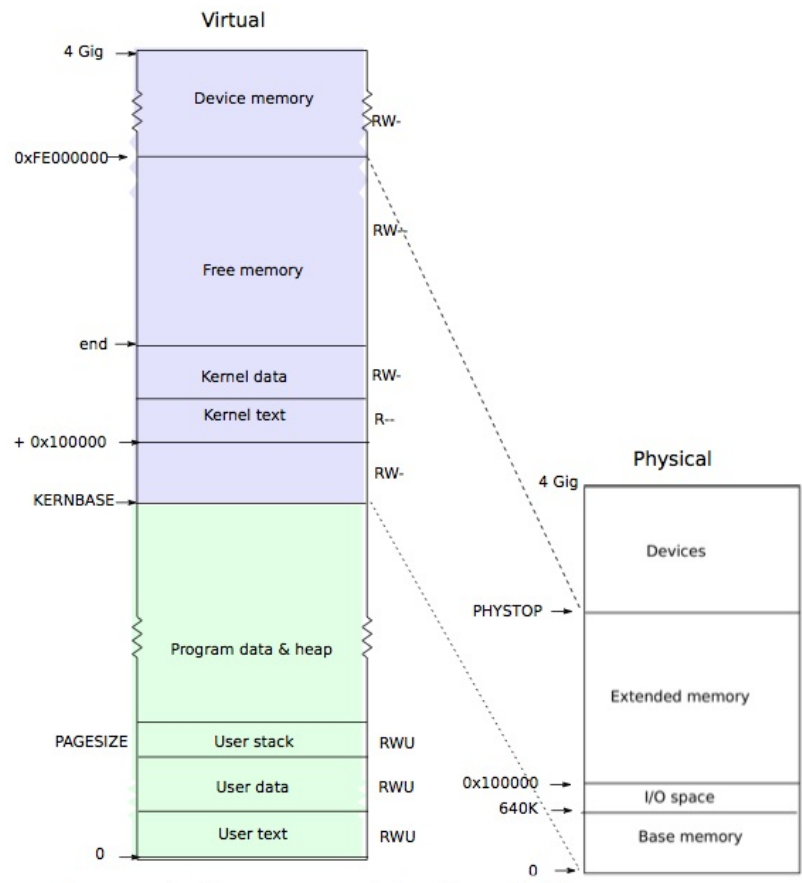 Virtual
4 Gig
Device memory
RW-
0xFE000000
RW--
Free memory
end
Kernel data
RW-
Kernel text
R--
+ 0x100000
RW-
KERNBASE
Program data & heap
PAGESIZE
User stack
RWU
User data
RWU
User text
RWU
0
Physical
4 Gig
Devices
PHYSTOP
Extended memory
0x100000
I/O space
640K
Base memory
0